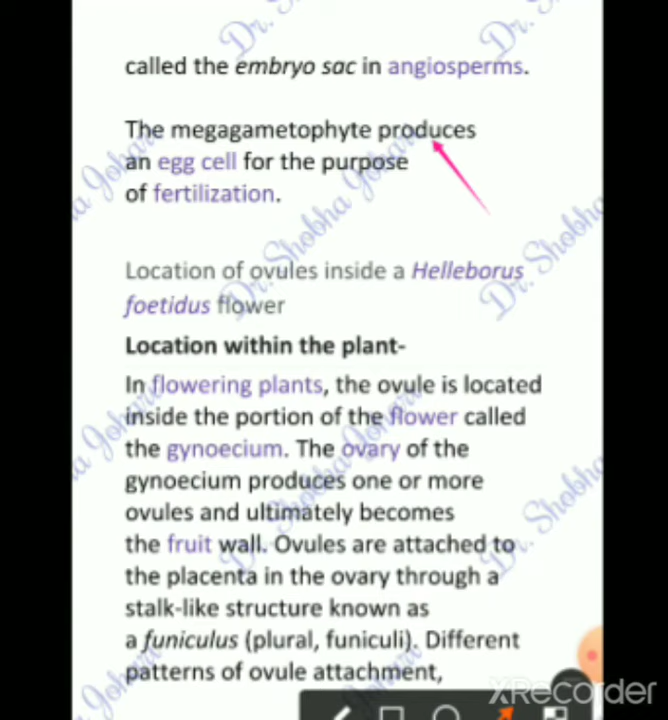 called the embryo sac in angiosperms.
The megagametophyte produces
an egg cell for the purpose
of fertilization.
Location of ovules inside a Helleborus
foetidus flower
Location within the plant-
In flowering plants, the ovule is located
inside the portion of the flower called
the gynoecium. The ovary of the
gynoecium produces one or more
ovules and ultimately becomes
the fruit wall. Ovules are attached to
the placenta in the ovary through a
stalk-like structure known as
a funiculus (plural, funiculi). Different
patterns of ovule attachment,
Dr. Shobha Johari
XRecorder